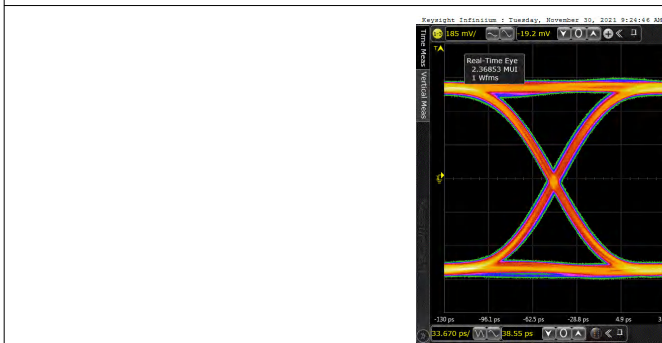 Keysight Infiniium : Tuesday, November 30, 2021 9:24:46 AM
185 mV/ -19.2 mV
Time Meas
Vertical Meas
Real-Time Eye
2.36853 MUI
1 Wfms
-130 ps -96.1 ps -62.5 ps -28.8 ps 4.9 ps 3
33.670 ps/ 38.55 ps